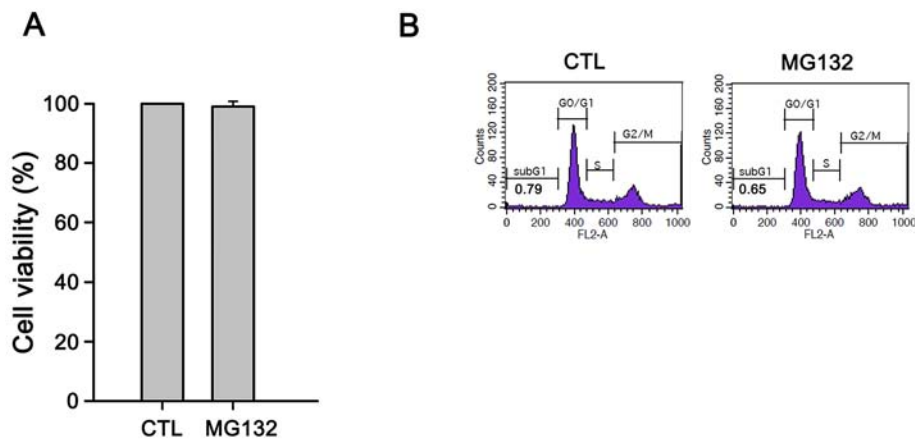 A
Cell viability (%)
100
80
60
40
20
0
CTL MG132
B
CTL
Counts
200
160
120
80
40
0
G0/G1
G2/M
S
subG1
0.79
0 200 400 600 800 1000
FL2-A
MG132
Counts
200
160
120
80
40
0
G0/G1
G2/M
S
subG1
0.65
0 200 400 600 800 1000
FL2-A